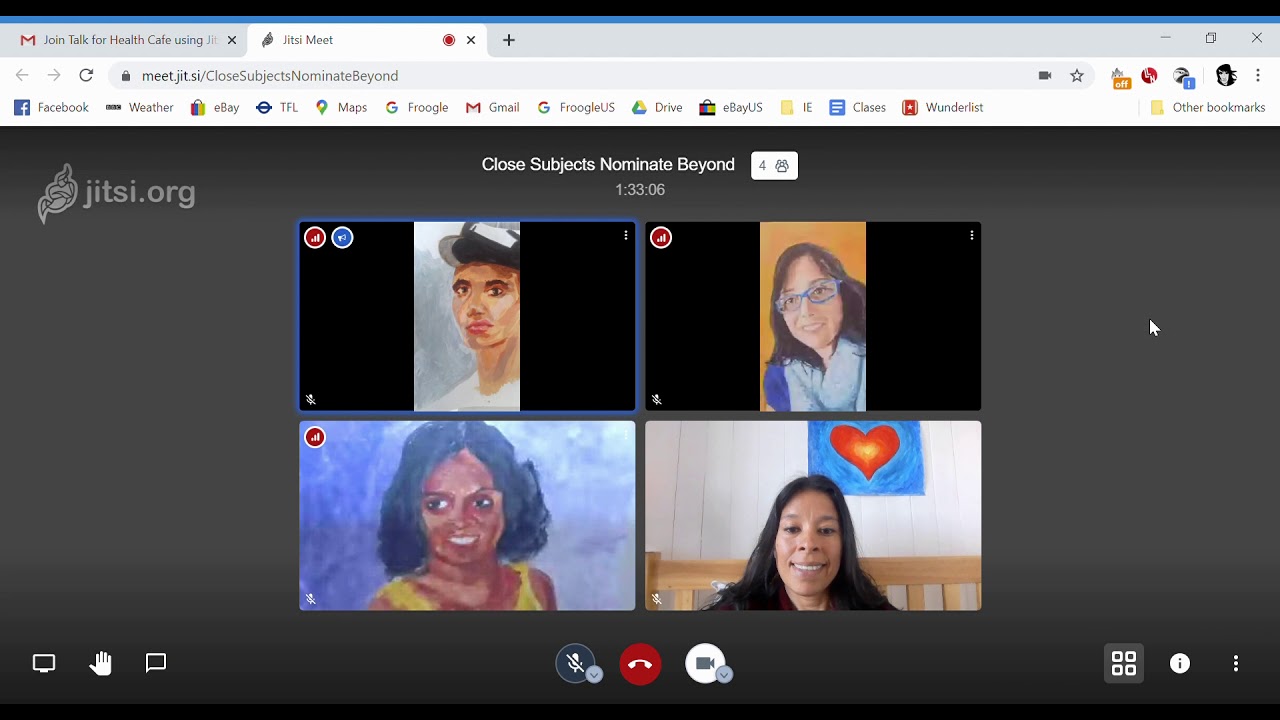 Join Talk for Health Cafe using Jit
Jitsi Meet
meet.jit.si/CloseSubjectsNominateBeyond
off
!
Facebook
BBC Weather
eBay
TFL
Maps
Froogle
Gmail
FroogleUS
Drive
eBayUS
IE
Clases
Wunderlist
Other bookmarks
jitsi.org
Close Subjects Nominate Beyond
4
1:33:06